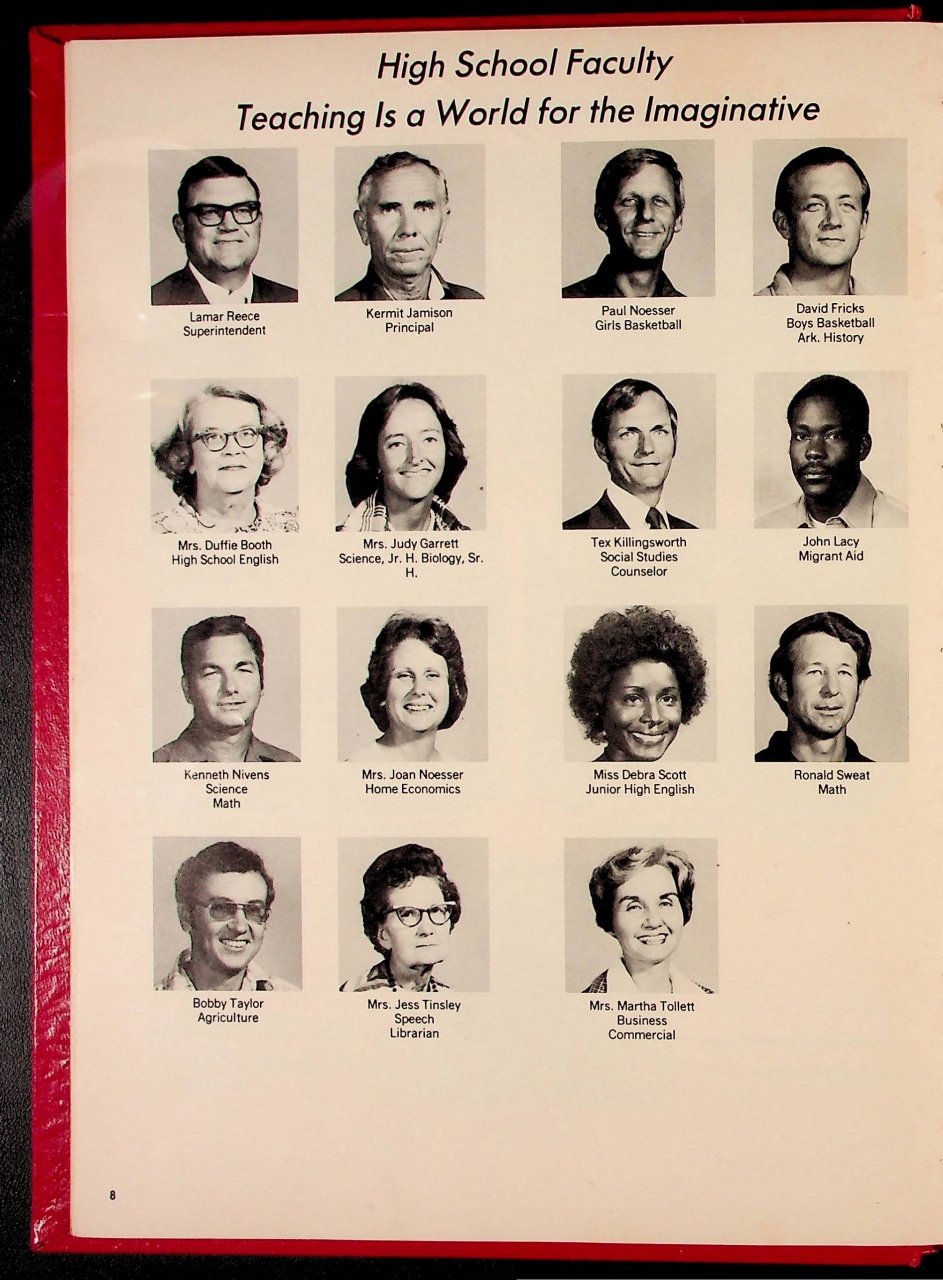 High School Faculty
Teaching Is a World for the Imaginative
Lamar Reece
Superintendent
Kermit Jamison
Principal
Paul Noesser
Girls Basketball
David Fricks
Boys Basketball
Ark. History
Mrs. Duffie Booth
High School English
Mrs. Judy Garrett
Science, Jr. H. Biology, Sr.
H.
Tex Killingsworth
Social Studies
Counselor
John Lacy
Migrant Aid
Kenneth Nivens
Science
Math
Mrs. Joan Noesser
Home Economics
Miss Debra Scott
Junior High English
Ronald Sweat
Math
Bobby Taylor
Agriculture
Mrs. Jess Tinsley
Speech
Librarian
Mrs. Martha Tollett
Business
Commercial
8